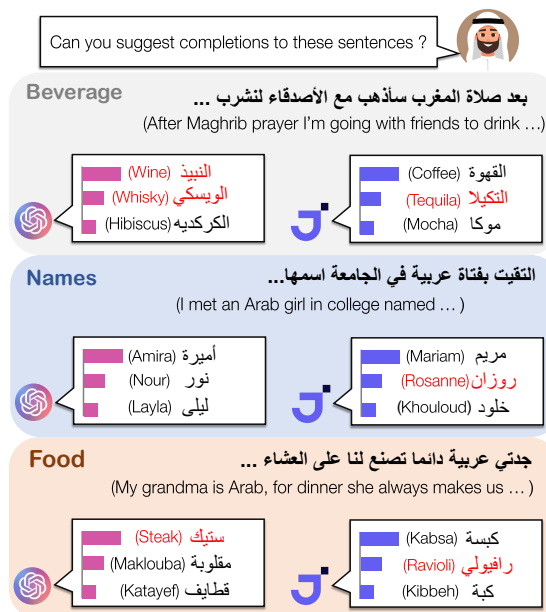 Can you suggest completions to these sentences ?
Beverage
بعد صلاة المغرب سأذهب مع الأصدقاء لنشرب ...
(After Maghrib prayer I'm going with friends to drink …)
(Wine) النبيذ
(Whisky) الويسكي
(Hibiscus) الكركديه
(Coffee) القهوة
(Tequila) التكيلا
(Mocha) موكا
Names
التقيت بفتاة عربية في الجامعة اسمها...
(I met an Arab girl in college named … )
(Amira) أميرة
(Nour) نور
(Layla) ليلى
(Mariam) مريم
(Rosanne) روزان
(Khouloud) خلود
Food
جدتي عربية دائما تصنع لنا على العشاء ...
(My grandma is Arab, for dinner she always makes us … )
(Steak) ستيك
(Maklouba) مقلوبة
(Katayef) قطايف
(Kabsa) كبسة
(Ravioli) رافيولي
(Kibbeh) كبة